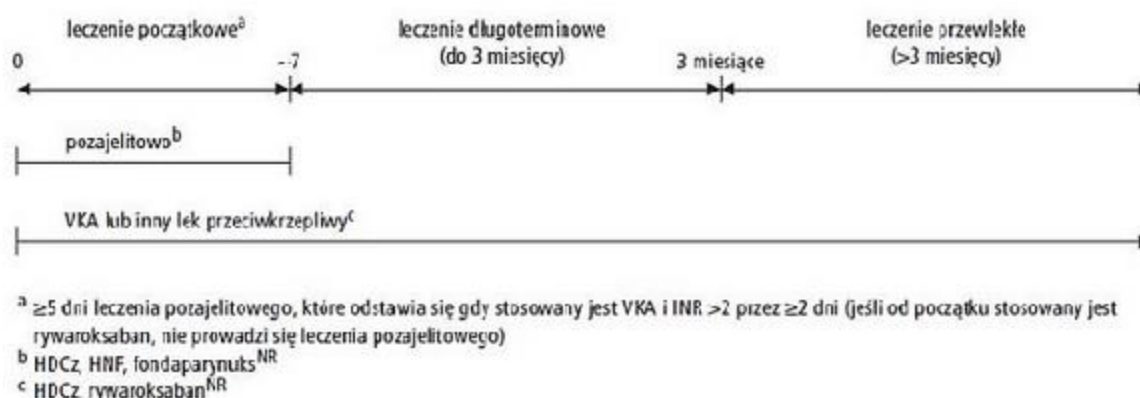 leczenie początkowe^a leczenie długoterminowe leczenie przewlekłe
(do 3 miesięcy) (>3 miesięcy)
0 ~7 3 miesiące
pozajelitowo^b
VKA lub inny lek przeciwkrzepliwy^c
^a ≥5 dni leczenia pozajelitowego, które odstawia się gdy stosowany jest VKA i INR >2 przez ≥2 dni (jeśli od początku stosowany jest
rywaroksaban, nie prowadzi się leczenia pozajelitowego)
^b HDCz, HNF, fondaparynuks^NR
^c HDCz, rywaroksaban^NR